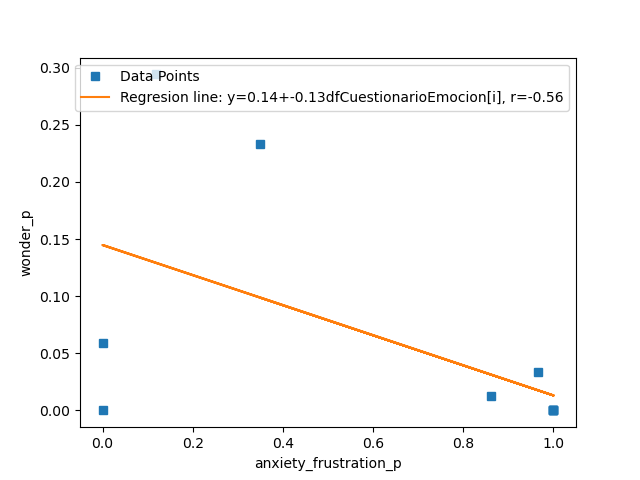 Data Points
Regresion line: y=0.14+-0.13dfCuestionarioEmocion[i], r=-0.56
0.30
0.25
0.20
0.15
0.10
0.05
0.00
wonder_p
0.0 0.2 0.4 0.6 0.8 1.0
anxiety_frustration_p